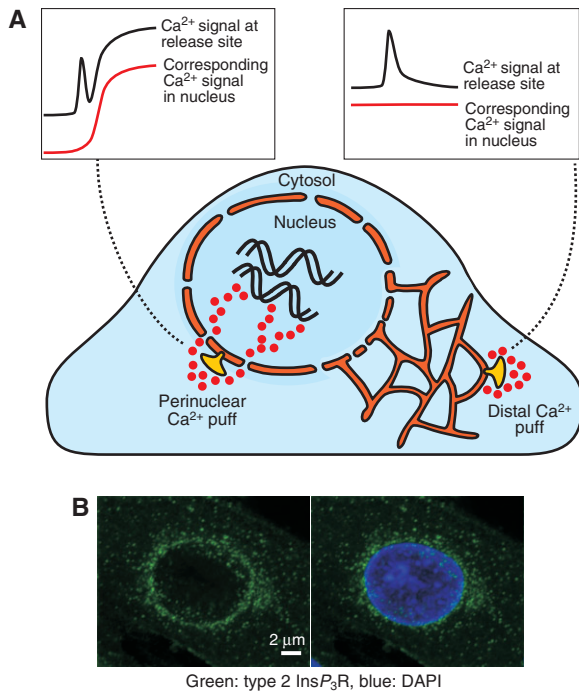 A
Ca²⁺ signal at
release site
Corresponding
Ca²⁺ signal
in nucleus
Ca²⁺ signal at
release site
Corresponding
Ca²⁺ signal
in nucleus
Cytosol
Nucleus
Perinuclear
Ca²⁺ puff
Distal Ca²⁺
puff
B
2 μm
Green: type 2 InsP₃R, blue: DAPI